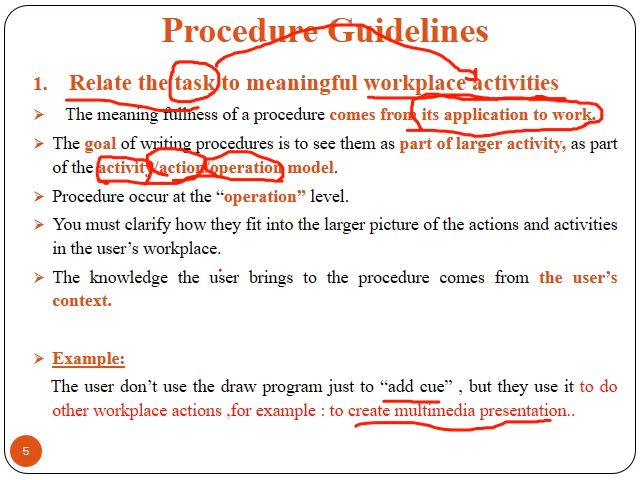 Procedure Guidelines
1. Relate the task to meaningful workplace activities
➢ The meaning fullness of a procedure comes from its application to work.
➢ The goal of writing procedures is to see them as part of larger activity, as part
of the activity/action/operation model.
➢ Procedure occur at the “operation” level.
➢ You must clarify how they fit into the larger picture of the actions and activities
in the user’s workplace.
➢ The knowledge the user brings to the procedure comes from the user’s
context.
➢ Example:
The user don’t use the draw program just to “add cue” , but they use it to do
other workplace actions ,for example : to create multimedia presentation..
5